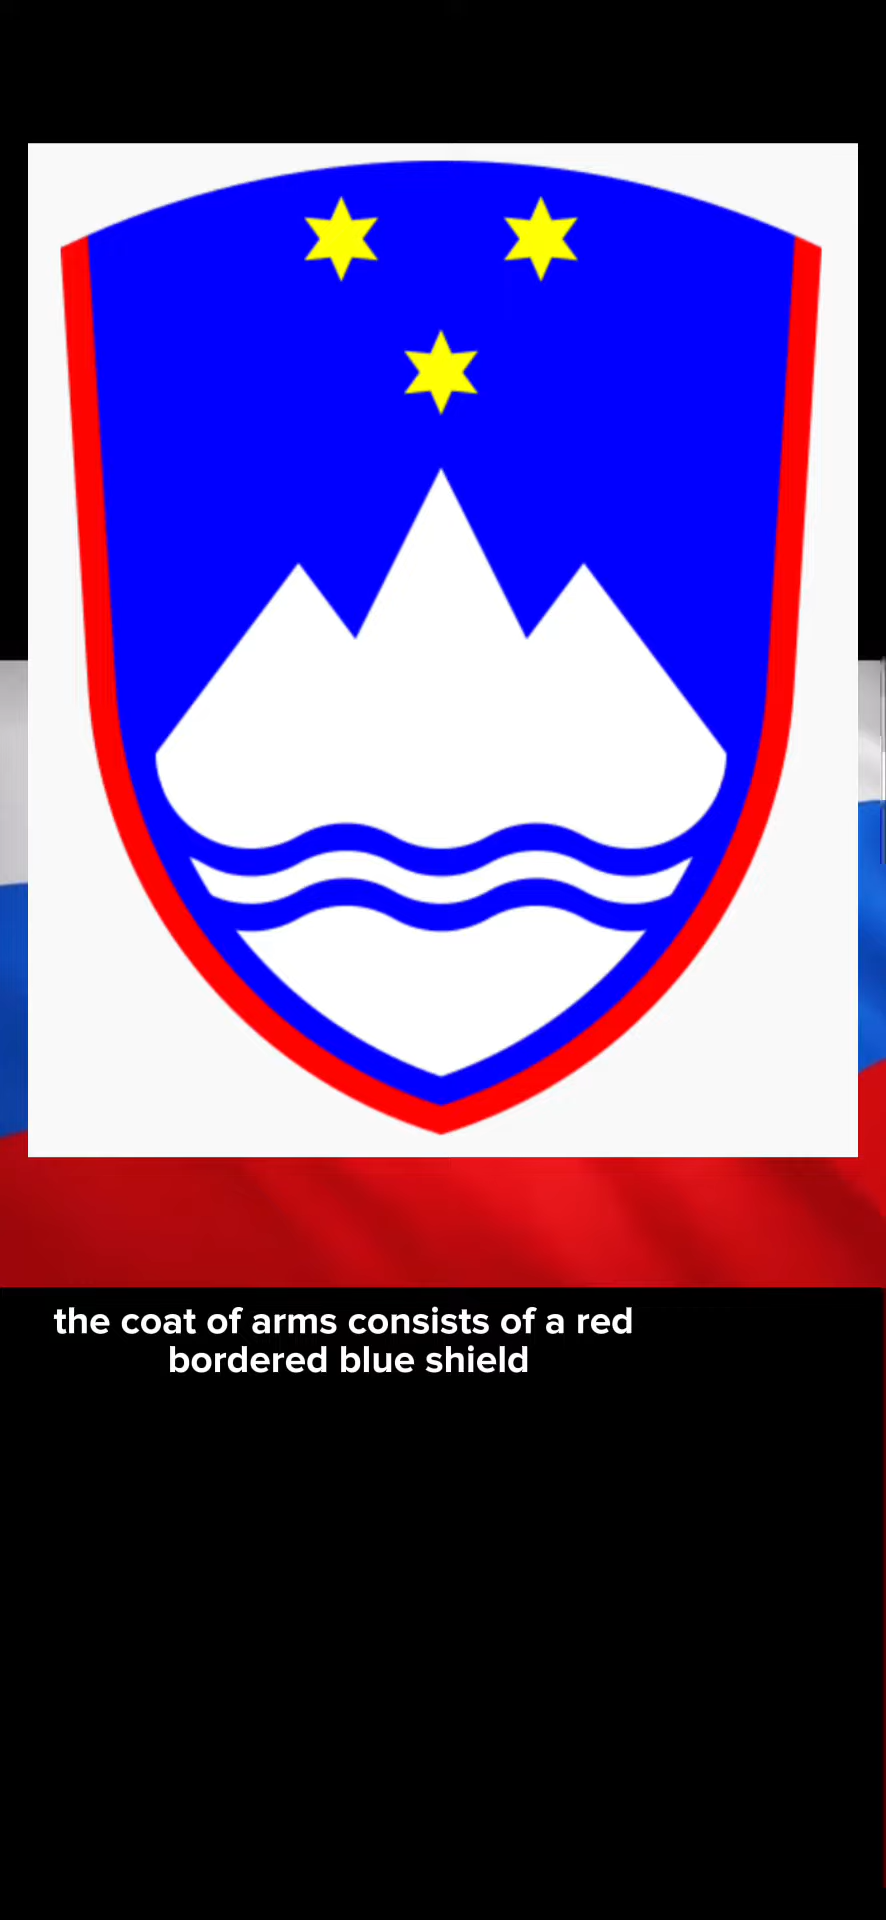 the coat of arms consists of a red
bordered blue shield